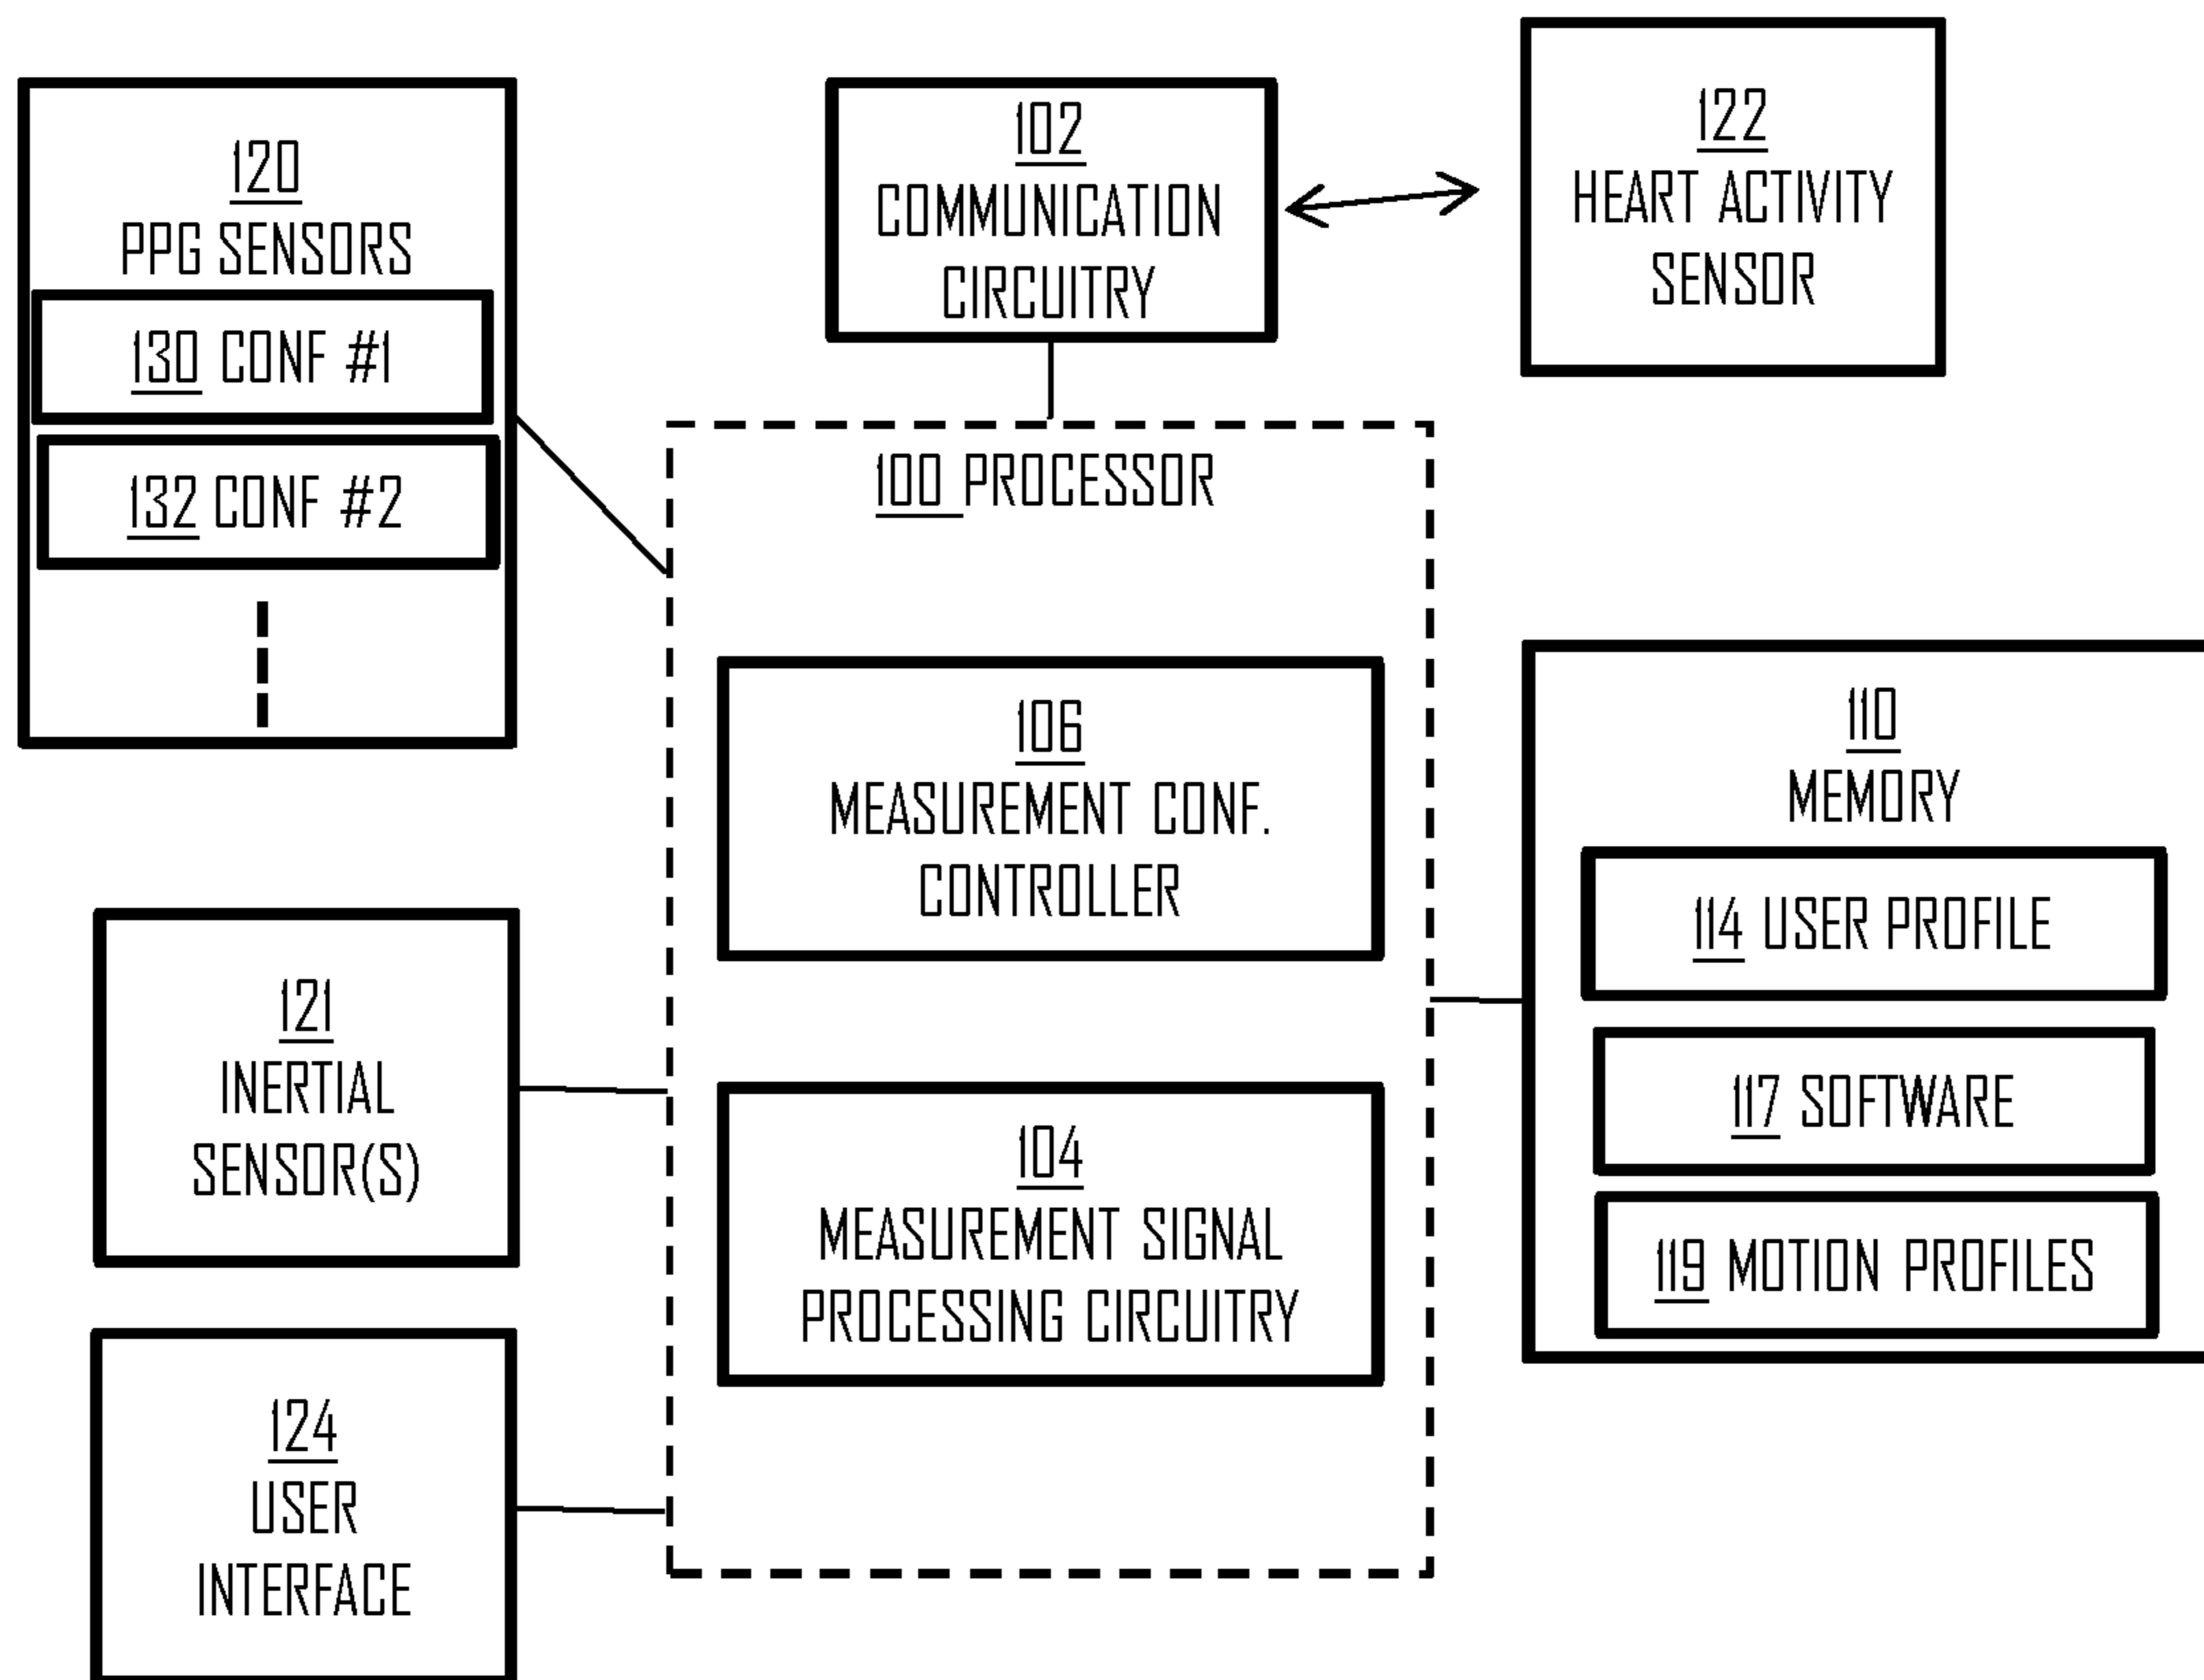 120
PPG SENSORS
130 CONF #1
132 CONF #2
102
COMMUNICATION
CIRCUITRY
122
HEART ACTIVITY
SENSOR
100 PROCESSOR
106
MEASUREMENT CONF.
CONTROLLER
104
MEASUREMENT SIGNAL
PROCESSING CIRCUITRY
110
MEMORY
114 USER PROFILE
117 SOFTWARE
119 MOTION PROFILES
121
INERTIAL
SENSOR(S)
124
USER
INTERFACE